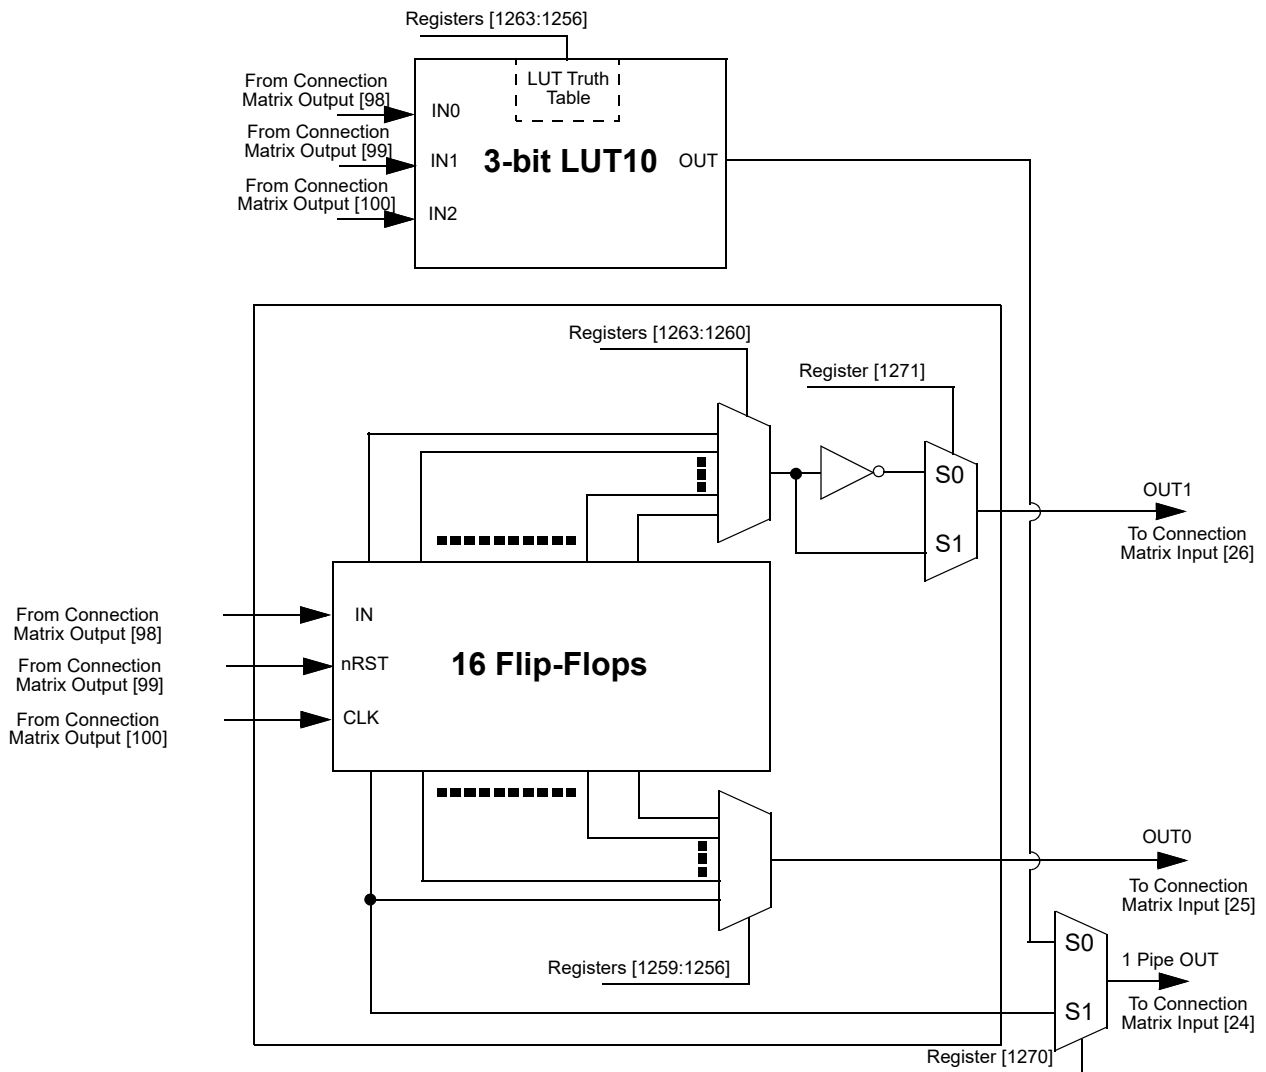 Registers [1263:1256]
From Connection
Matrix Output [98]
IN0
LUT Truth
Table
From Connection
Matrix Output [99]
IN1
3-bit LUT10
OUT
From Connection
Matrix Output [100]
IN2
Registers [1263:1260]
Register [1271]
S0
S1
OUT1
To Connection
Matrix Input [26]
From Connection
Matrix Output [98]
IN
From Connection
Matrix Output [99]
nRST
16 Flip-Flops
From Connection
Matrix Output [100]
CLK
OUT0
To Connection
Matrix Input [25]
Registers [1259:1256]
S0
S1
1 Pipe OUT
To Connection
Matrix Input [24]
Register [1270]